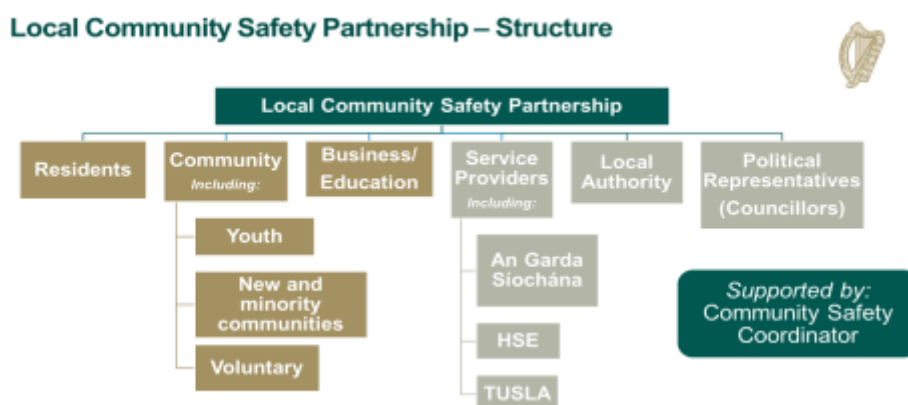 Local Community Safety Partnership – Structure
Local Community Safety Partnership
Residents
Community
Including:
Youth
New and
minority
communities
Voluntary
Business/
Education
Service
Providers
Including:
An Garda
Síochána
HSE
TUSLA
Local
Authority
Political
Representatives
(Councillors)
Supported by:
Community Safety
Coordinator